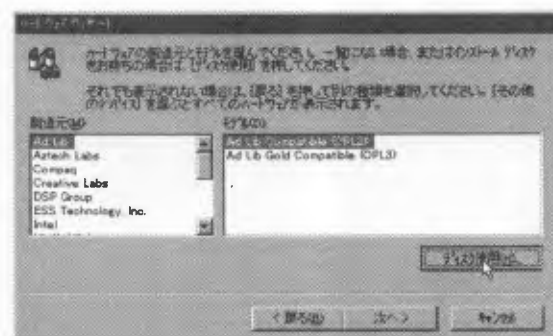 ハードウェアの製造元とモデルを選んでください。一覧にない場合、またはインストール ディスク
をお持ちの場合は、[ディスク使用] を押してください。
それでも表示されない場合は、[戻る] を押して別の種類を選択してください。[その他
のデバイス] を選ぶとすべてのハードウェアが表示されます。
製造元(M)
モデル(D)
Ad Lib
Ad Lib Compatible (OPL2)
Aztech Labs
Ad Lib Gold Compatible (OPL3)
Compaq
Creative Labs
DSP Group
ESS Technology, Inc.
Intel
ディスク使用(H)...
< 戻る(B)
次へ >
キャンセル